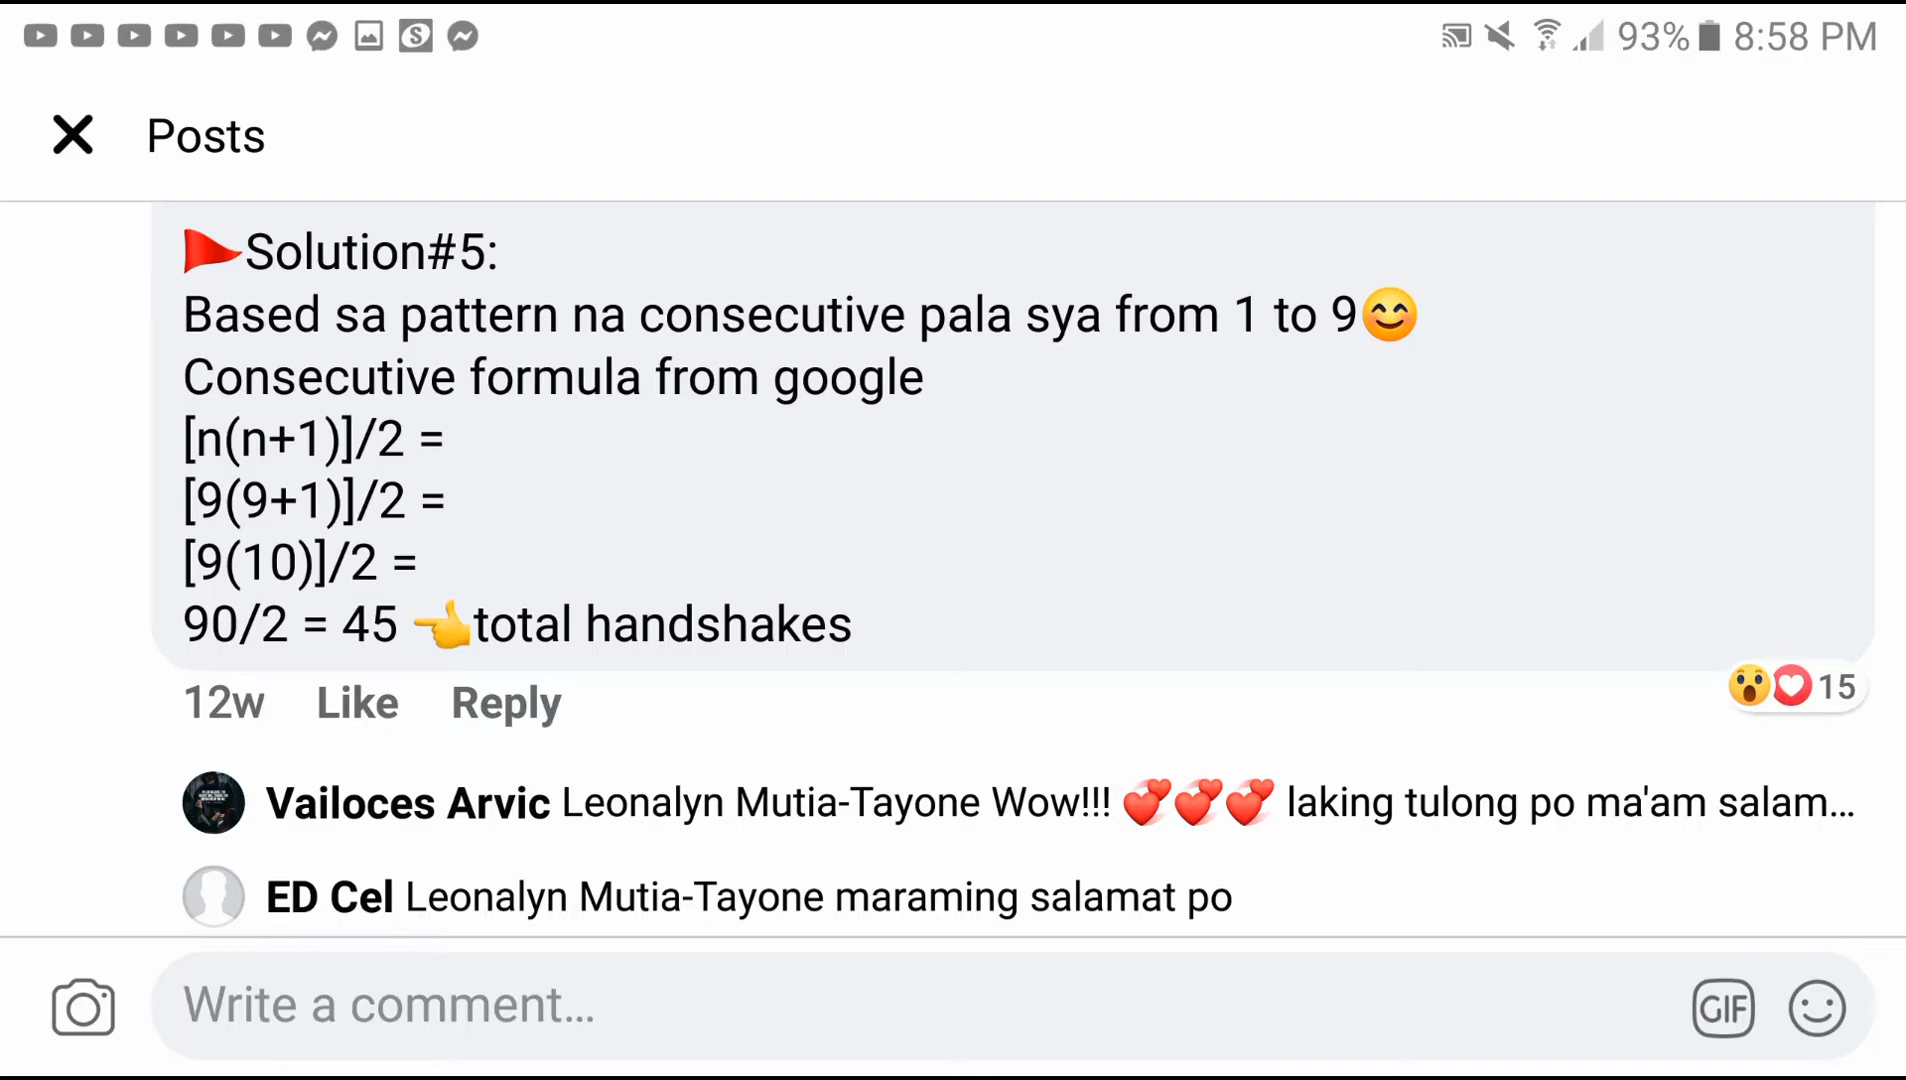 93% 8:58 PM
Posts
Solution#5:
Based sa pattern na consecutive pala sya from 1 to 9😊
Consecutive formula from google
[n(n+1)]/2 =
[9(9+1)]/2 =
[9(10)]/2 =
90/2 = 45 👈total handshakes
12w Like Reply 15
Vailoces Arvic Leonalyn Mutia-Tayone Wow!!! 💞💞💞 laking tulong po ma'am salam...
ED Cel Leonalyn Mutia-Tayone maraming salamat po
Write a comment... GIF